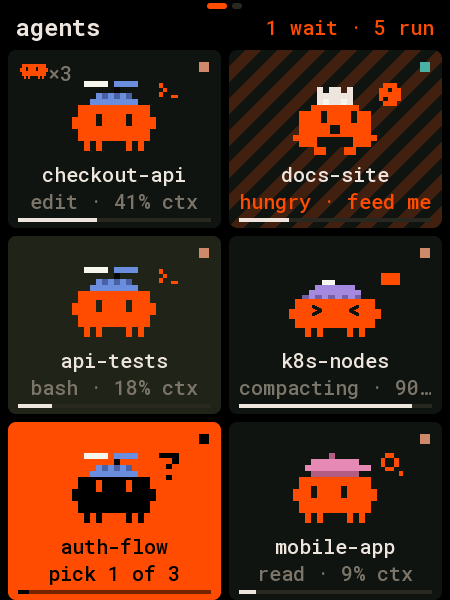 agents
1 wait · 5 run
×3
checkout-api
edit · 41% ctx
docs-site
hungry · feed me
api-tests
bash · 18% ctx
k8s-nodes
compacting · 90…
?
auth-flow
pick 1 of 3
mobile-app
read · 9% ctx